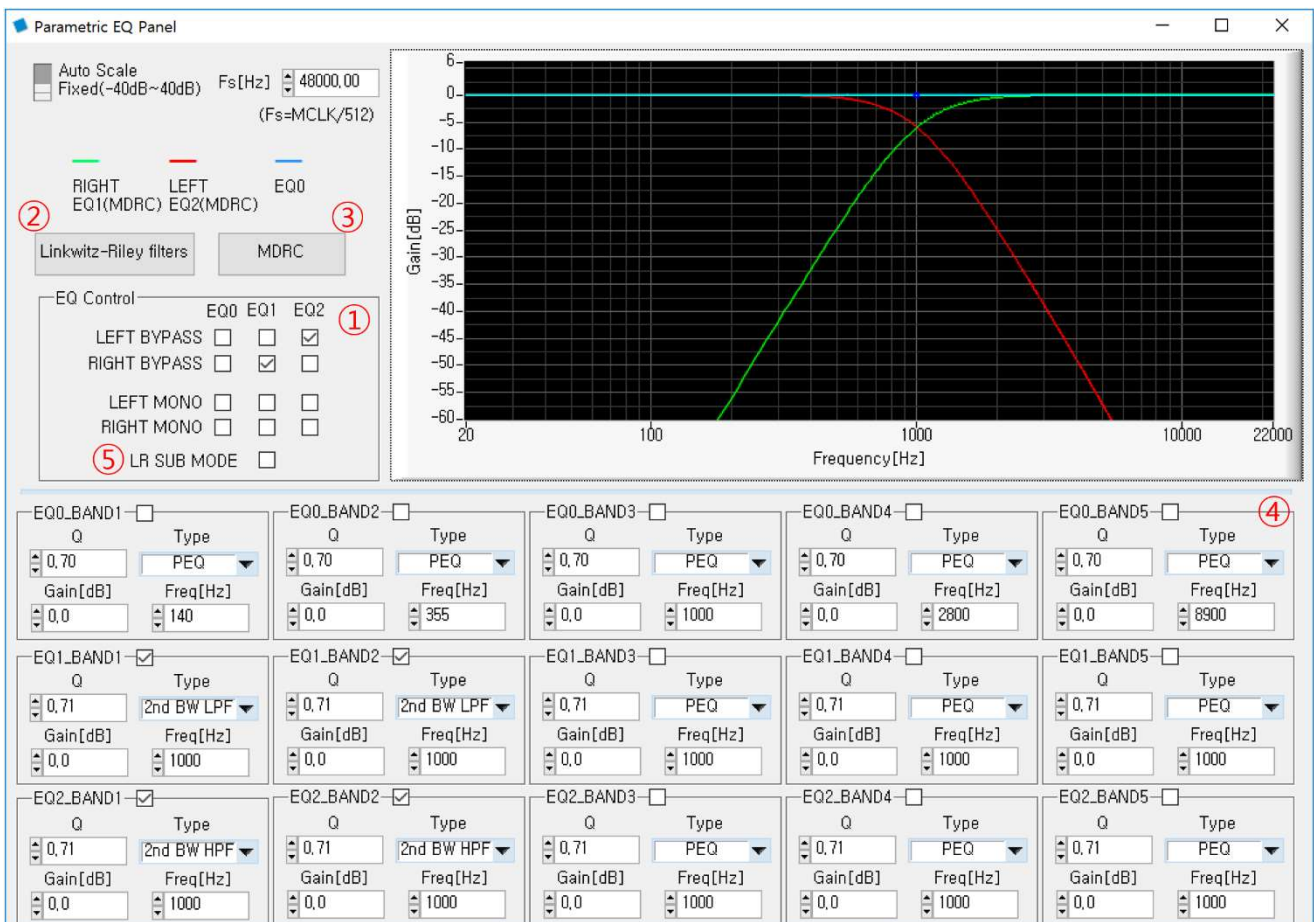 Parametric EQ Panel
Auto Scale
Fixed(-40dB~40dB)
Fs[Hz] 48000,00
(Fs=MCLK/512)
RIGHT LEFT EQ0
EQ1(MDRC) EQ2(MDRC)
② ③
Linkwitz-Riley filters MDRC
EQ Control
EQ0 EQ1 EQ2 ①
LEFT BYPASS
RIGHT BYPASS
LEFT MONO
RIGHT MONO
⑤ LR SUB MODE
Gain[dB]
6
0
-5
-10
-15
-20
-25
-30
-35
-40
-45
-50
-55
-60
20 100 1000 10000 22000
Frequency[Hz]
④
EQ0_BAND1 EQ0_BAND2 EQ0_BAND3 EQ0_BAND4 EQ0_BAND5
Q Type Q Type Q Type Q Type Q Type
0,70 PEQ 0,70 PEQ 0,70 PEQ 0,70 PEQ 0,70 PEQ
Gain[dB] Freq[Hz] Gain[dB] Freq[Hz] Gain[dB] Freq[Hz] Gain[dB] Freq[Hz] Gain[dB] Freq[Hz]
0,0 140 0,0 355 0,0 1000 0,0 2800 0,0 8900
EQ1_BAND1 EQ1_BAND2 EQ1_BAND3 EQ1_BAND4 EQ1_BAND5
Q Type Q Type Q Type Q Type Q Type
0,71 2nd BW LPF 0,71 2nd BW LPF 0,71 PEQ 0,71 PEQ 0,71 PEQ
Gain[dB] Freq[Hz] Gain[dB] Freq[Hz] Gain[dB] Freq[Hz] Gain[dB] Freq[Hz] Gain[dB] Freq[Hz]
0,0 1000 0,0 1000 0,0 1000 0,0 1000 0,0 1000
EQ2_BAND1 EQ2_BAND2 EQ2_BAND3 EQ2_BAND4 EQ2_BAND5
Q Type Q Type Q Type Q Type Q Type
0,71 2nd BW HPF 0,71 2nd BW HPF 0,71 PEQ 0,71 PEQ 0,71 PEQ
Gain[dB] Freq[Hz] Gain[dB] Freq[Hz] Gain[dB] Freq[Hz] Gain[dB] Freq[Hz] Gain[dB] Freq[Hz]
0,0 1000 0,0 1000 0,0 1000 0,0 1000 0,0 1000